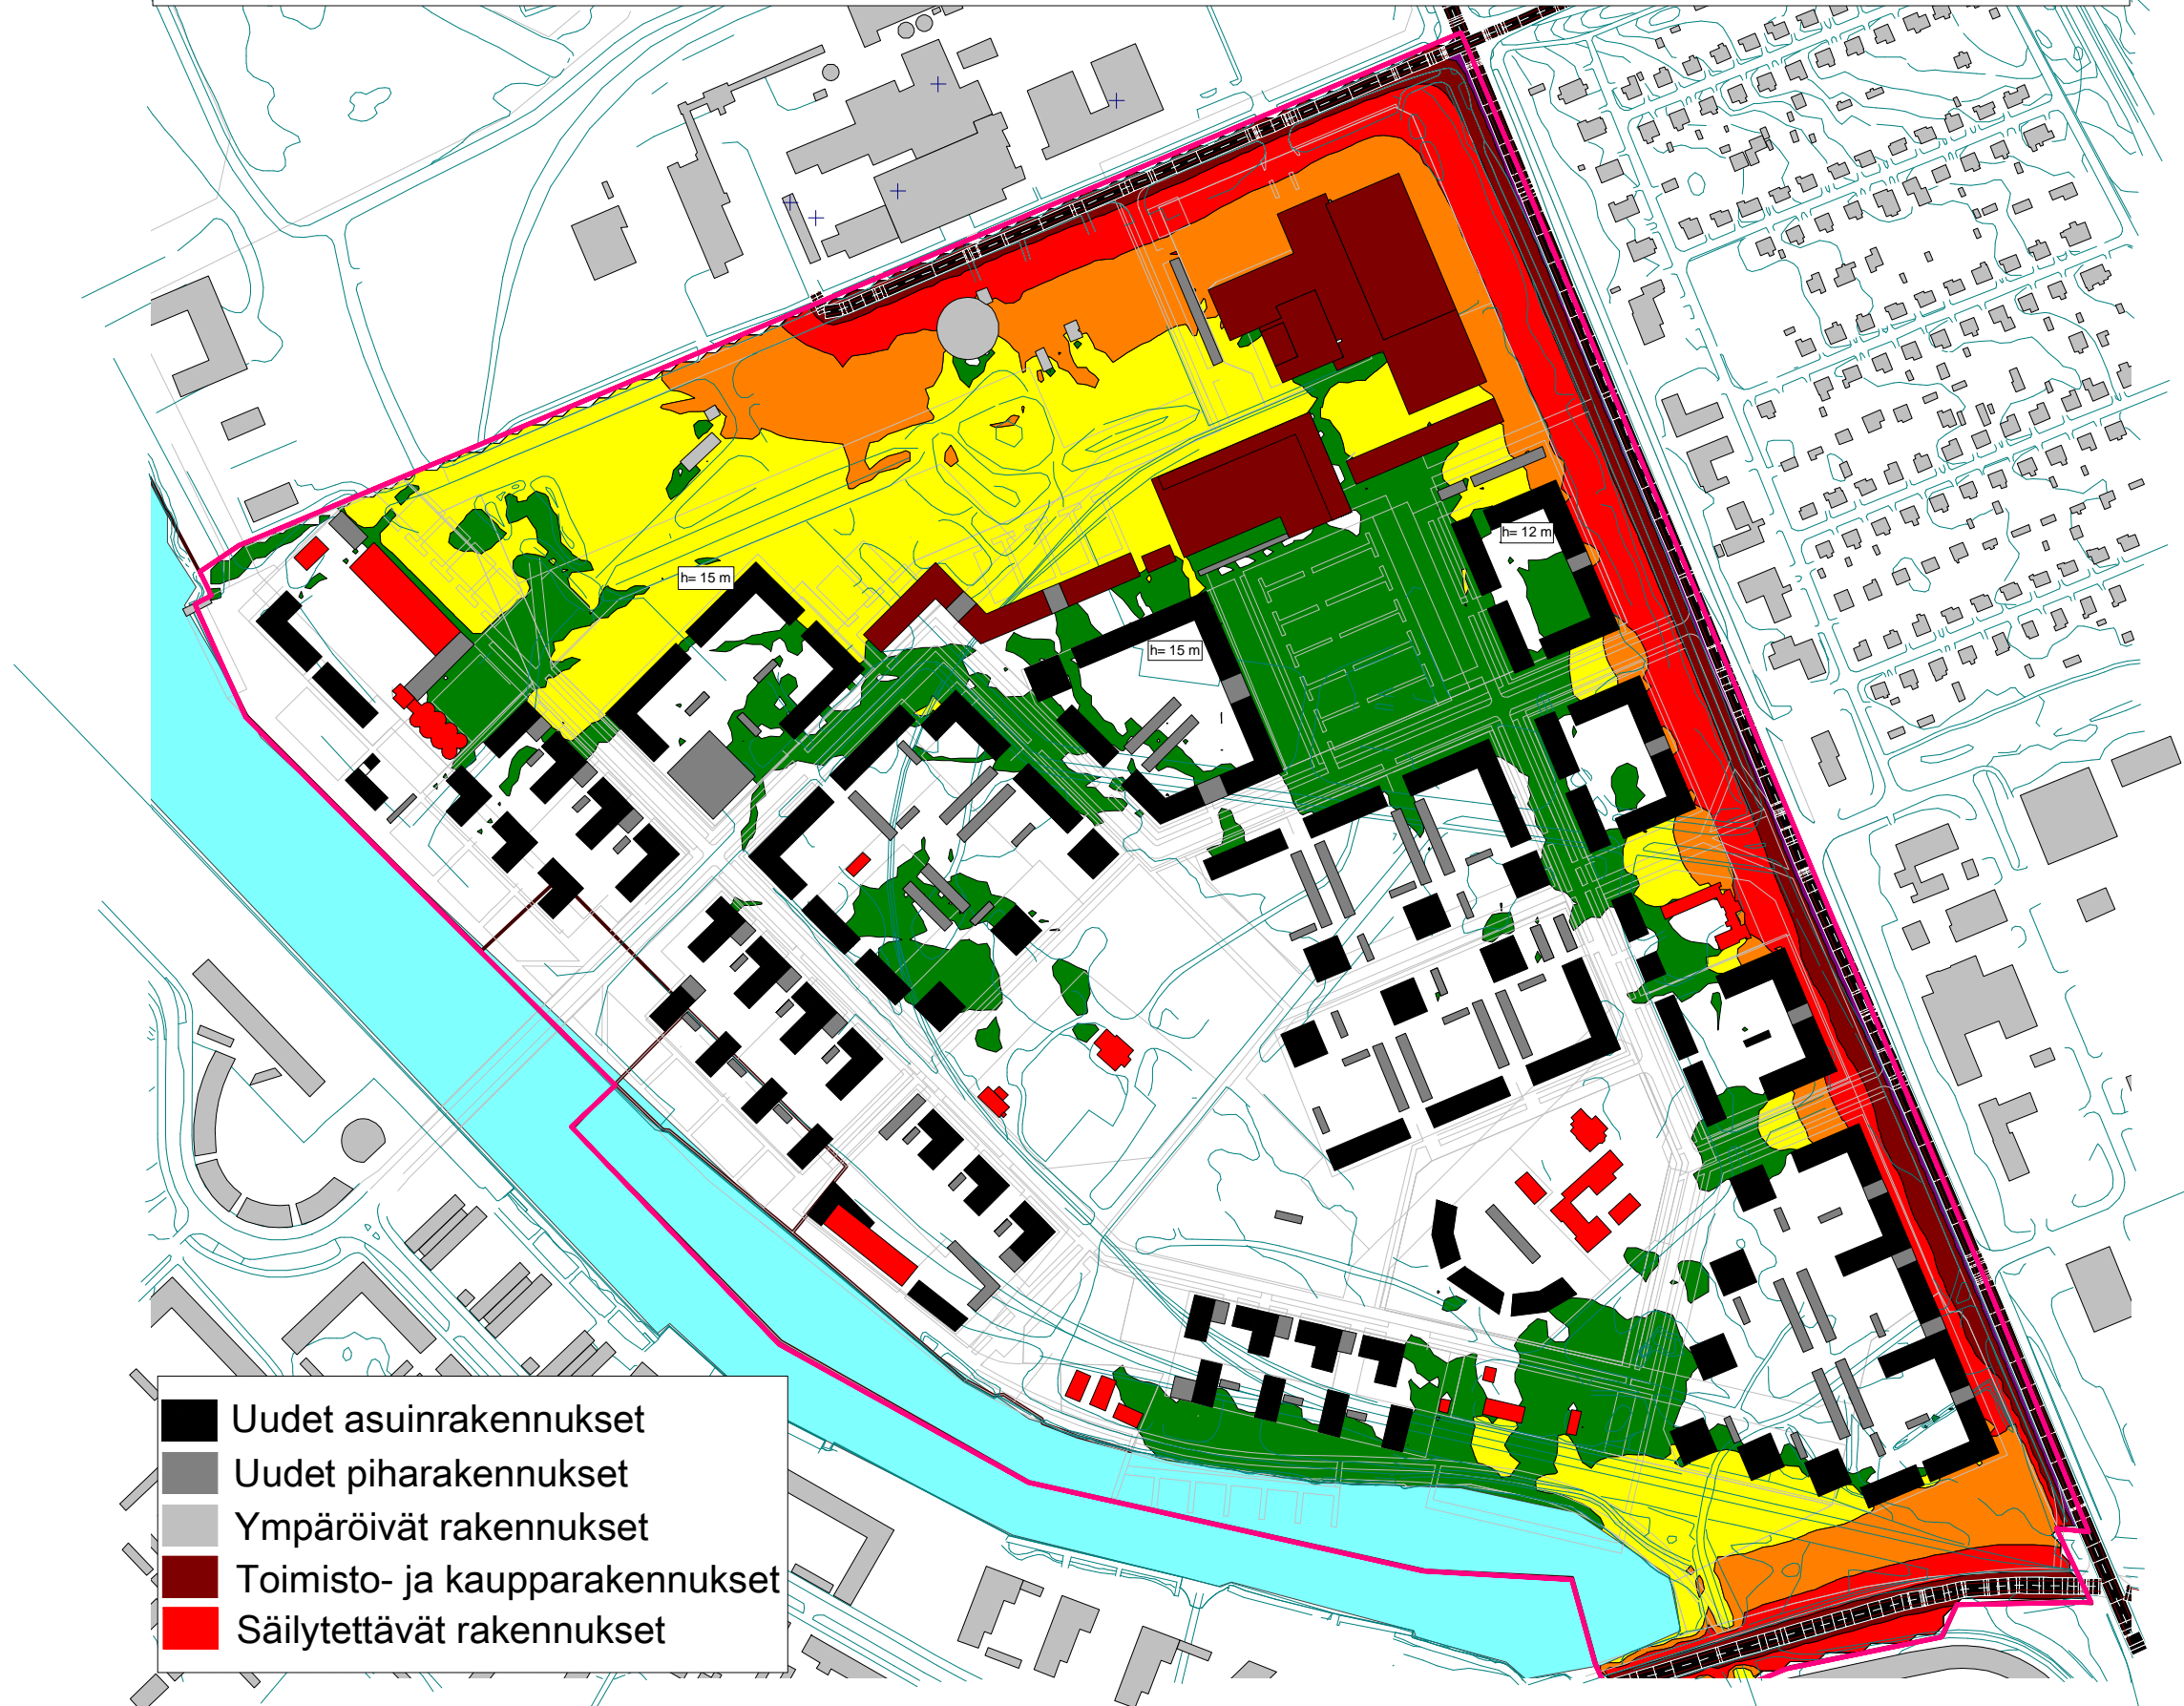 h= 12 m
h= 15 m
h= 15 m
Uudet asuinrakennukset
Uudet piharakennukset
Ympäröivät rakennukset
Toimisto- ja kaupparakennukset
Säilytettävät rakennukset